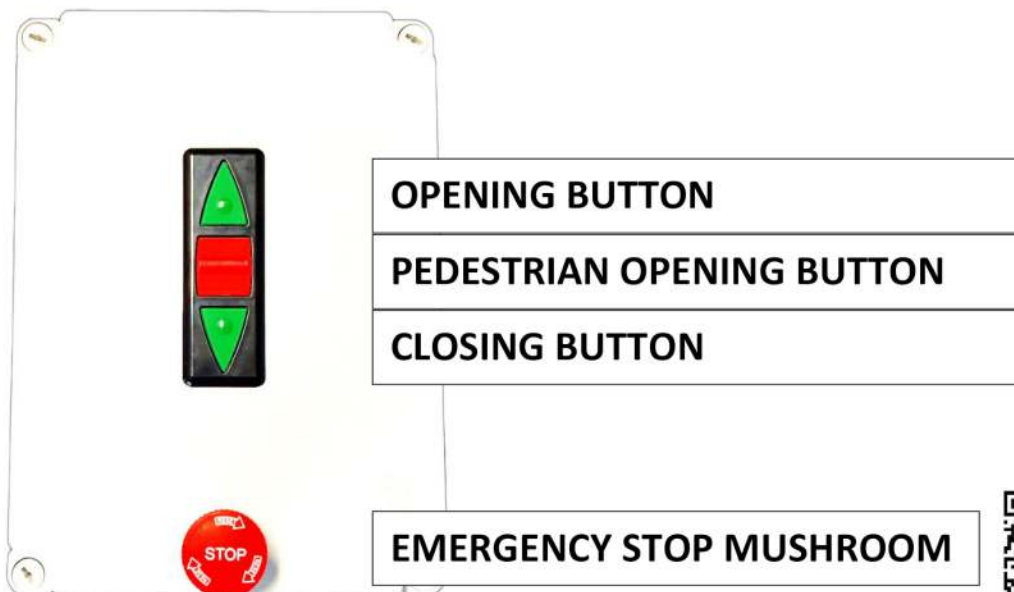 OPENING BUTTON
PEDESTRIAN OPENING BUTTON
CLOSING BUTTON
STOP
EMERGENCY STOP MUSHROOM